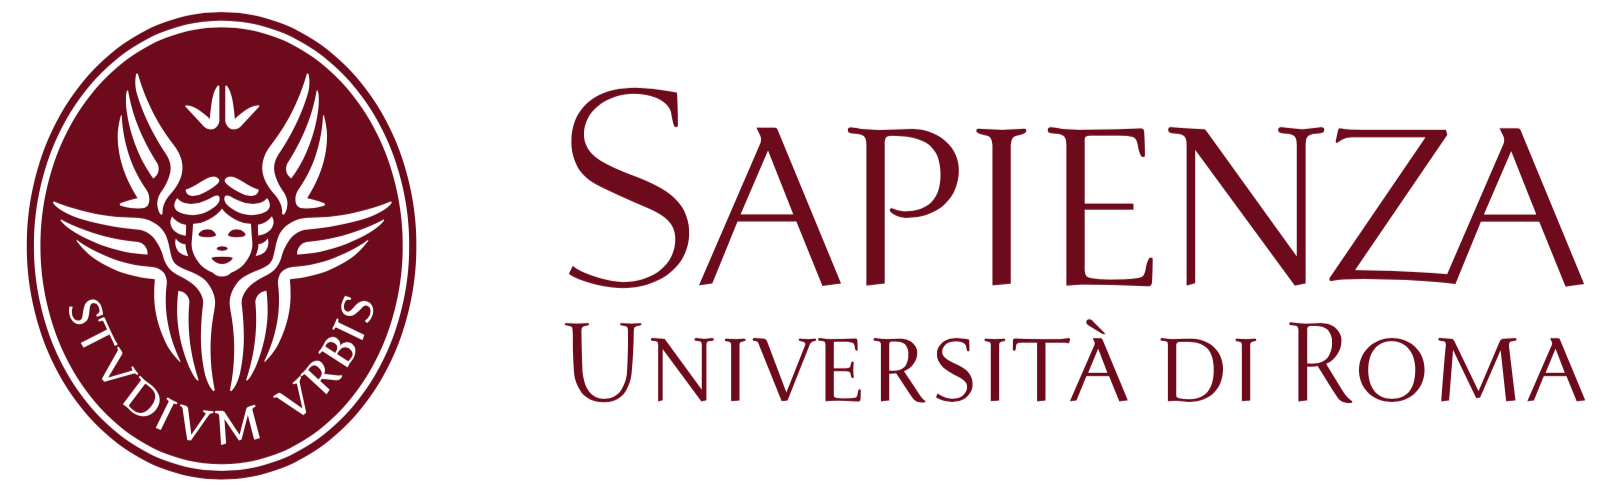 STVDIVM VRBIS
SAPIENZA
UNIVERSITÀ DI ROMA